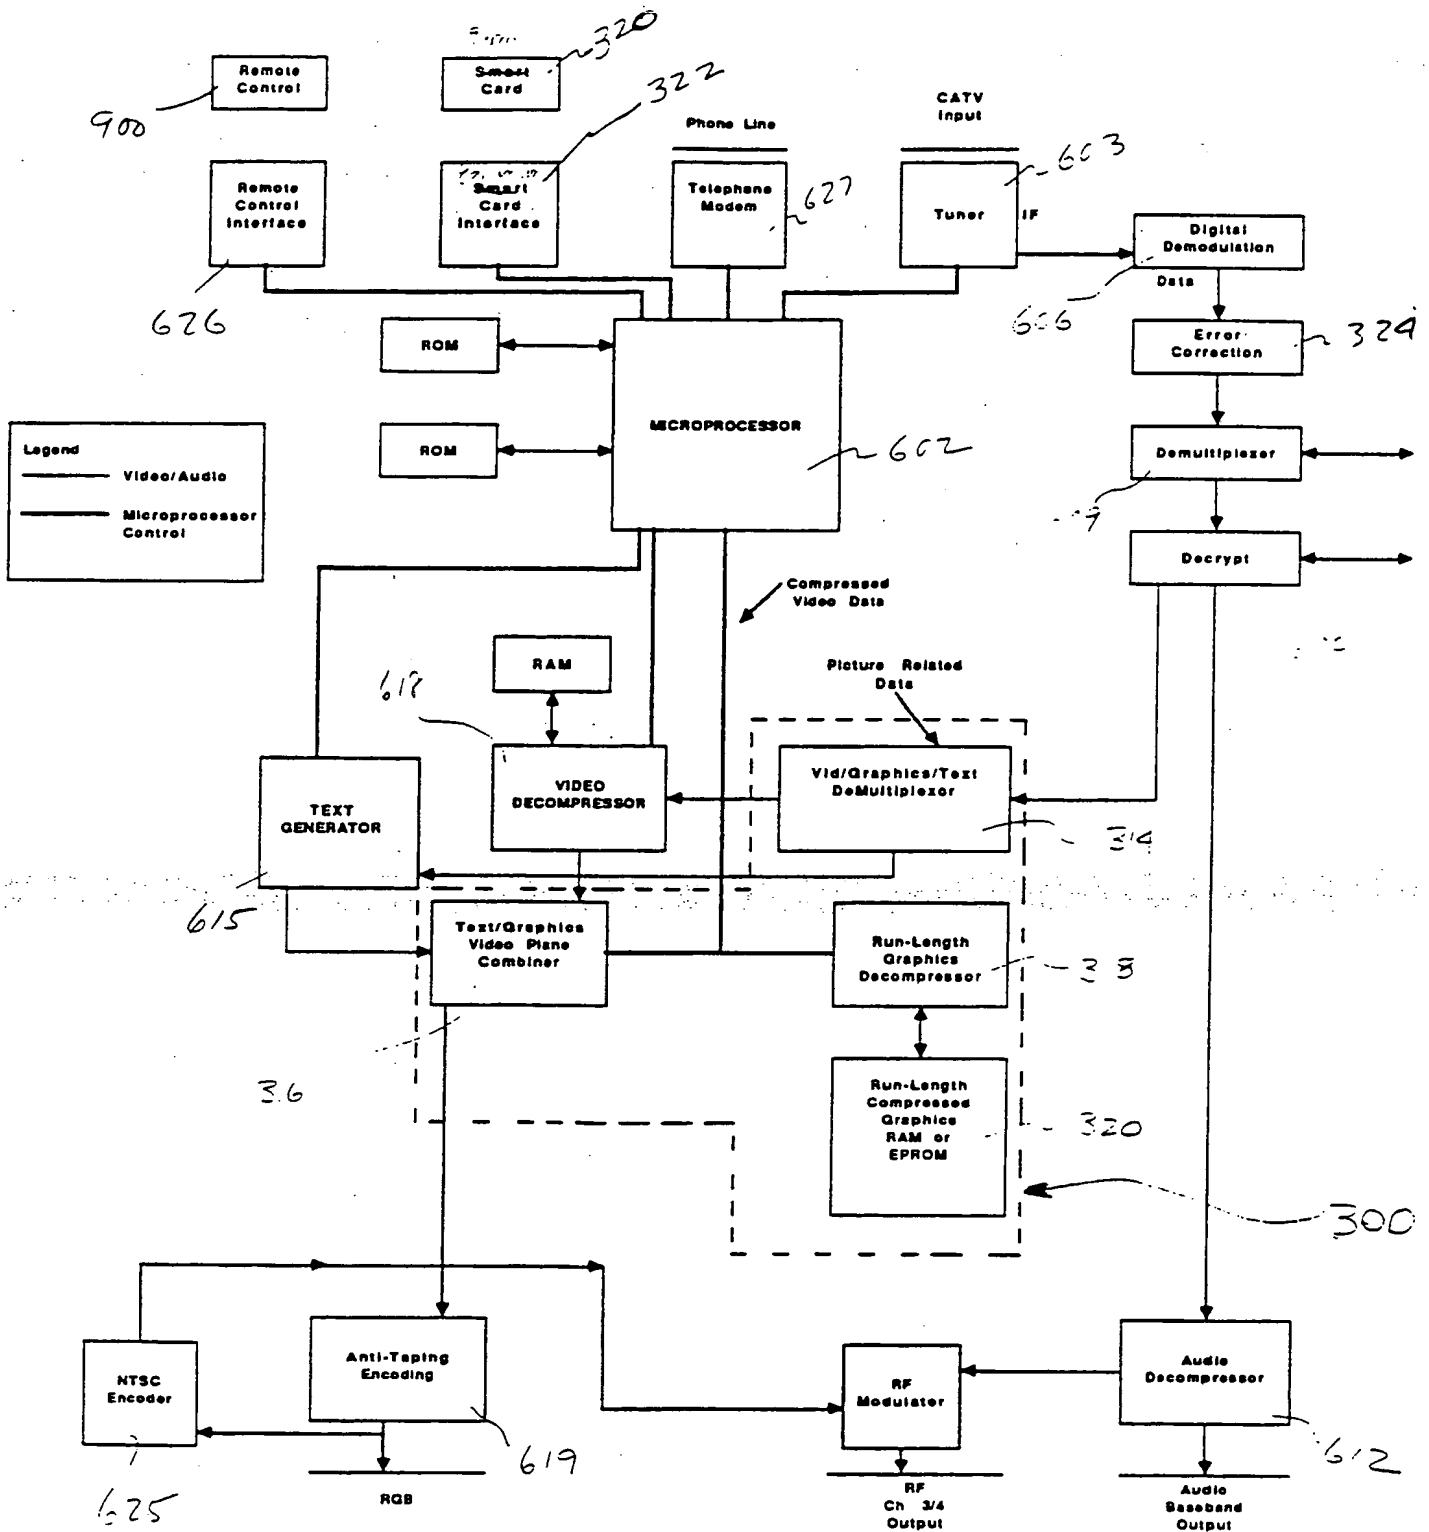 320
Remote
Control
Smart
Card
900
322
CATV
Input
Phone Line
603
Remote
Control
Interface
Smart
Card
Interface
Telephone
Modem
627
Tuner
IF
Digital
Demodulation
Data
626
606
ROM
Error
Correction
324
MICROPROCESSOR
602
ROM
Demultiplexer
Legend
Video/Audio
Microprocessor
Control
Decrypt
Compressed
Video Data
RAM
Picture Related
Data
618
Vid/Graphics/Text
DeMultiplexor
VIDEO
DECOMPRESSOR
TEXT
GENERATOR
314
615
Text/Graphics
Video Plane
Combiner
Run-Length
Graphics
Decompressor
Run-Length
Compressed
Graphics
RAM or
EPROM
320
300
NTSC
Encoder
Anti-Taping
Encoding
RF
Modulator
Audio
Decompressor
619
612
625
RGB
RF
Ch 3/4
Output
Audio
Baseband
Output